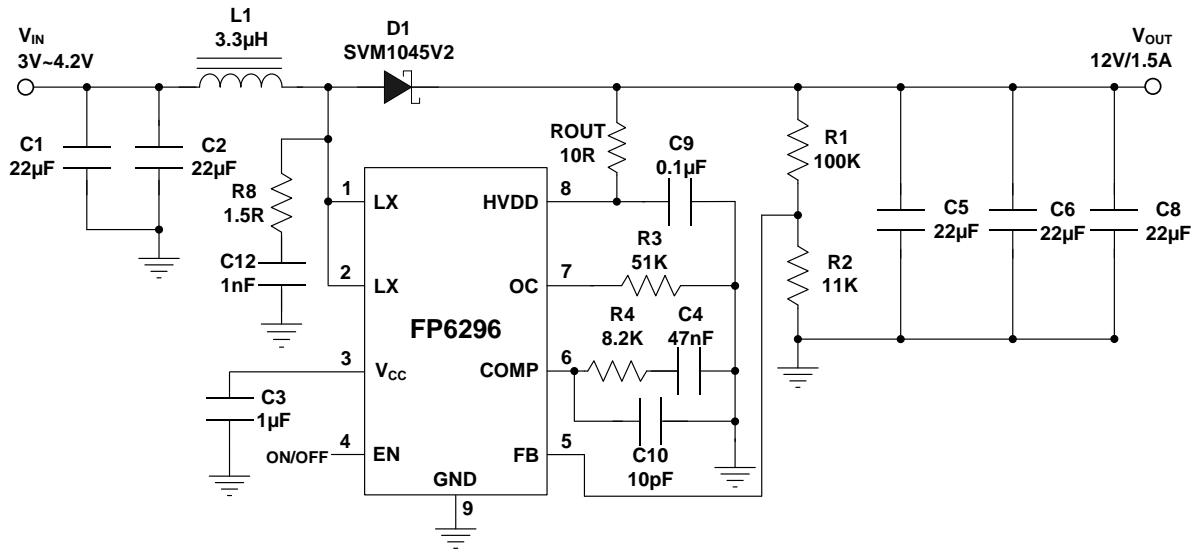 L1
3.3µH
D1
SVM1045V2
VIN
3V~4.2V
VOUT
12V/1.5A
C1
22µF
C2
22µF
R8
1.5R
C12
1nF
ROUT
10R
C9
0.1µF
R1
100K
R2
11K
C5
22µF
C6
22µF
C8
22µF
1
LX
HVDD
8
2
LX
OC
7
R3
51K
FP6296
R4
8.2K
C4
47nF
3
VCC
COMP
6
C3
1µF
C10
10pF
ON/OFF
4
EN
FB
5
GND
9